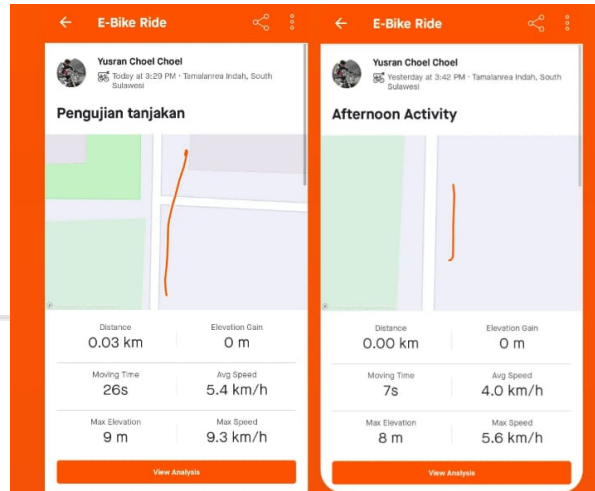 E-Bike Ride
Yusran Choel Choel
Today at 3:29 PM · Tamalanrea Indah, South
Sulawesi
Pengujian tanjakan
Distance
0.03 km
Elevation Gain
0 m
Moving Time
26s
Avg Speed
5.4 km/h
Max Elevation
9 m
Max Speed
9.3 km/h
View Analysis
E-Bike Ride
Yusran Choel Choel
Yesterday at 3:42 PM · Tamalanrea Indah, South
Sulawesi
Afternoon Activity
Distance
0.00 km
Elevation Gain
0 m
Moving Time
7s
Avg Speed
4.0 km/h
Max Elevation
8 m
Max Speed
5.6 km/h
View Analysis